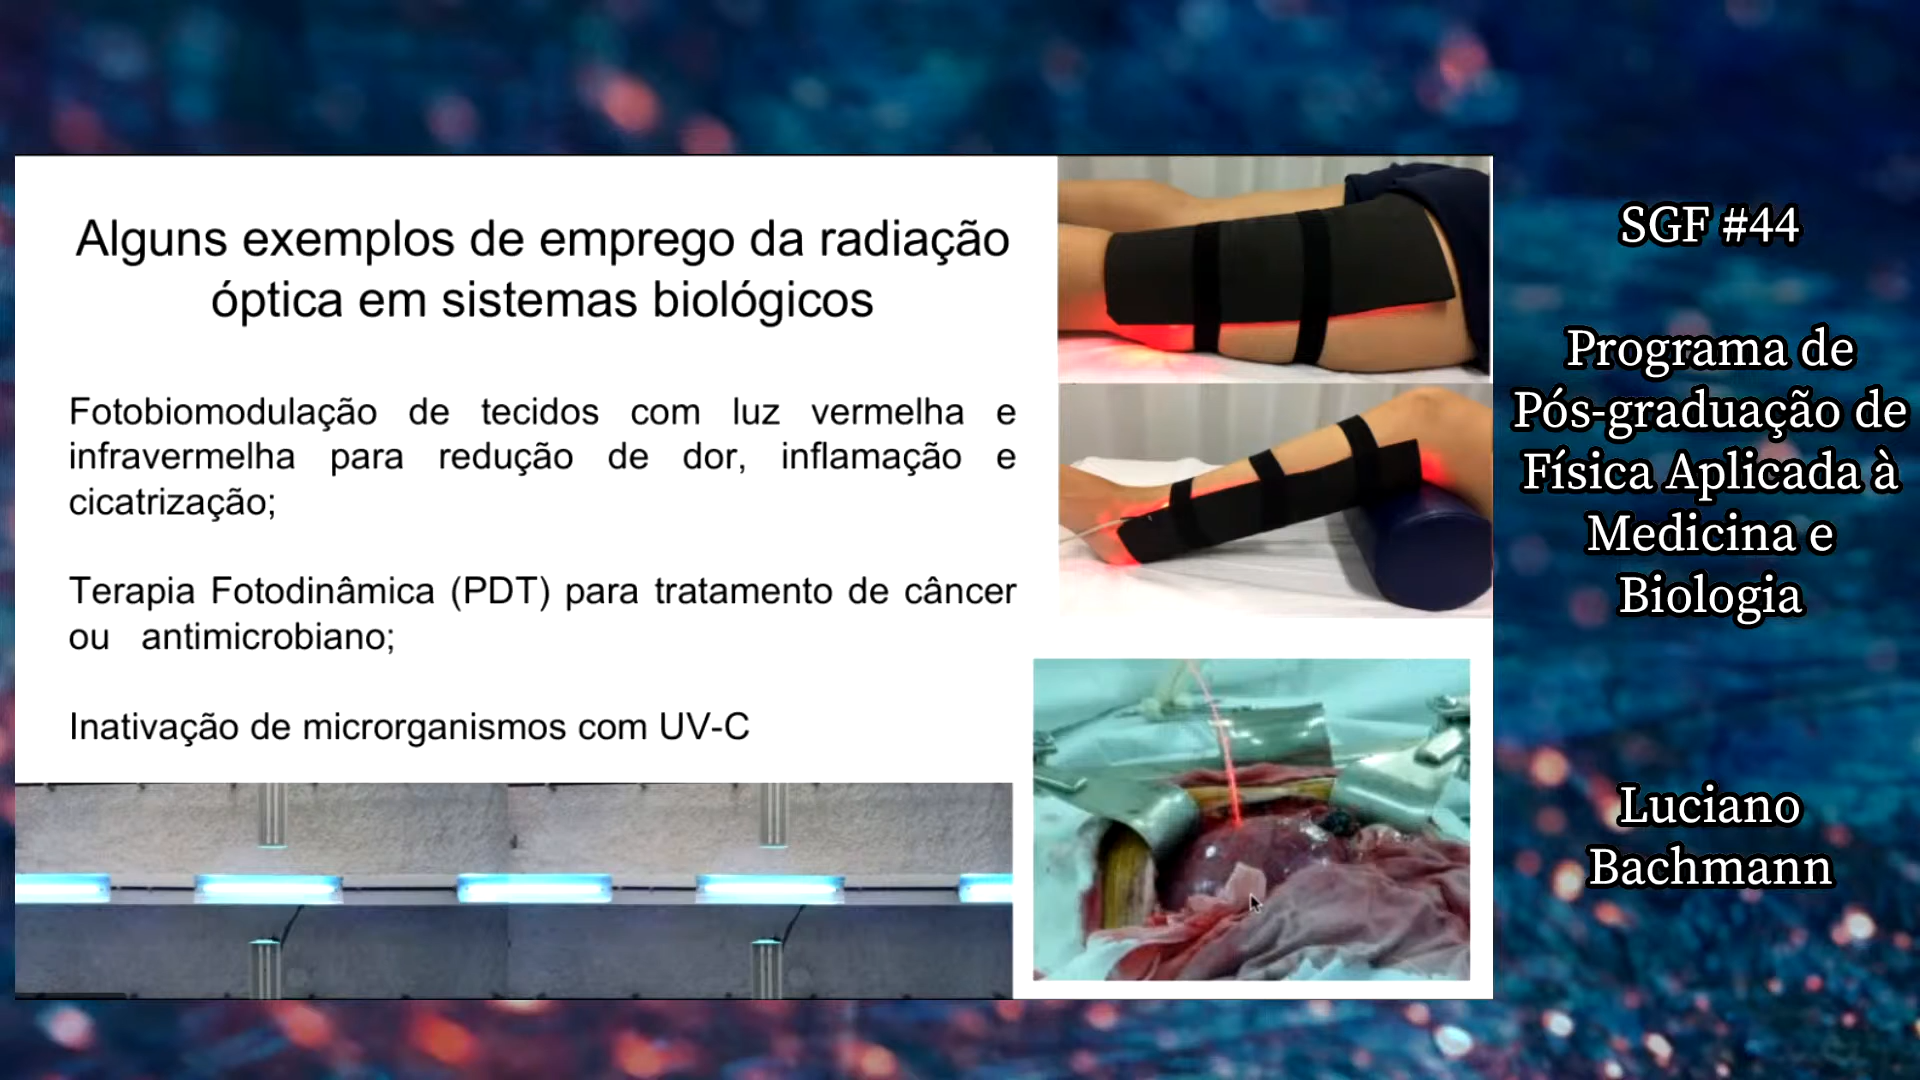 Alguns exemplos de emprego da radiação
óptica em sistemas biológicos
Fotobiomodulação de tecidos com luz vermelha e
infravermelha para redução de dor, inflamação e
cicatrização;
Terapia Fotodinâmica (PDT) para tratamento de câncer
ou antimicrobiano;
Inativação de microrganismos com UV-C
SGF #44
Programa de
Pós-graduação de
Física Aplicada à
Medicina e
Biologia
Luciano
Bachmann